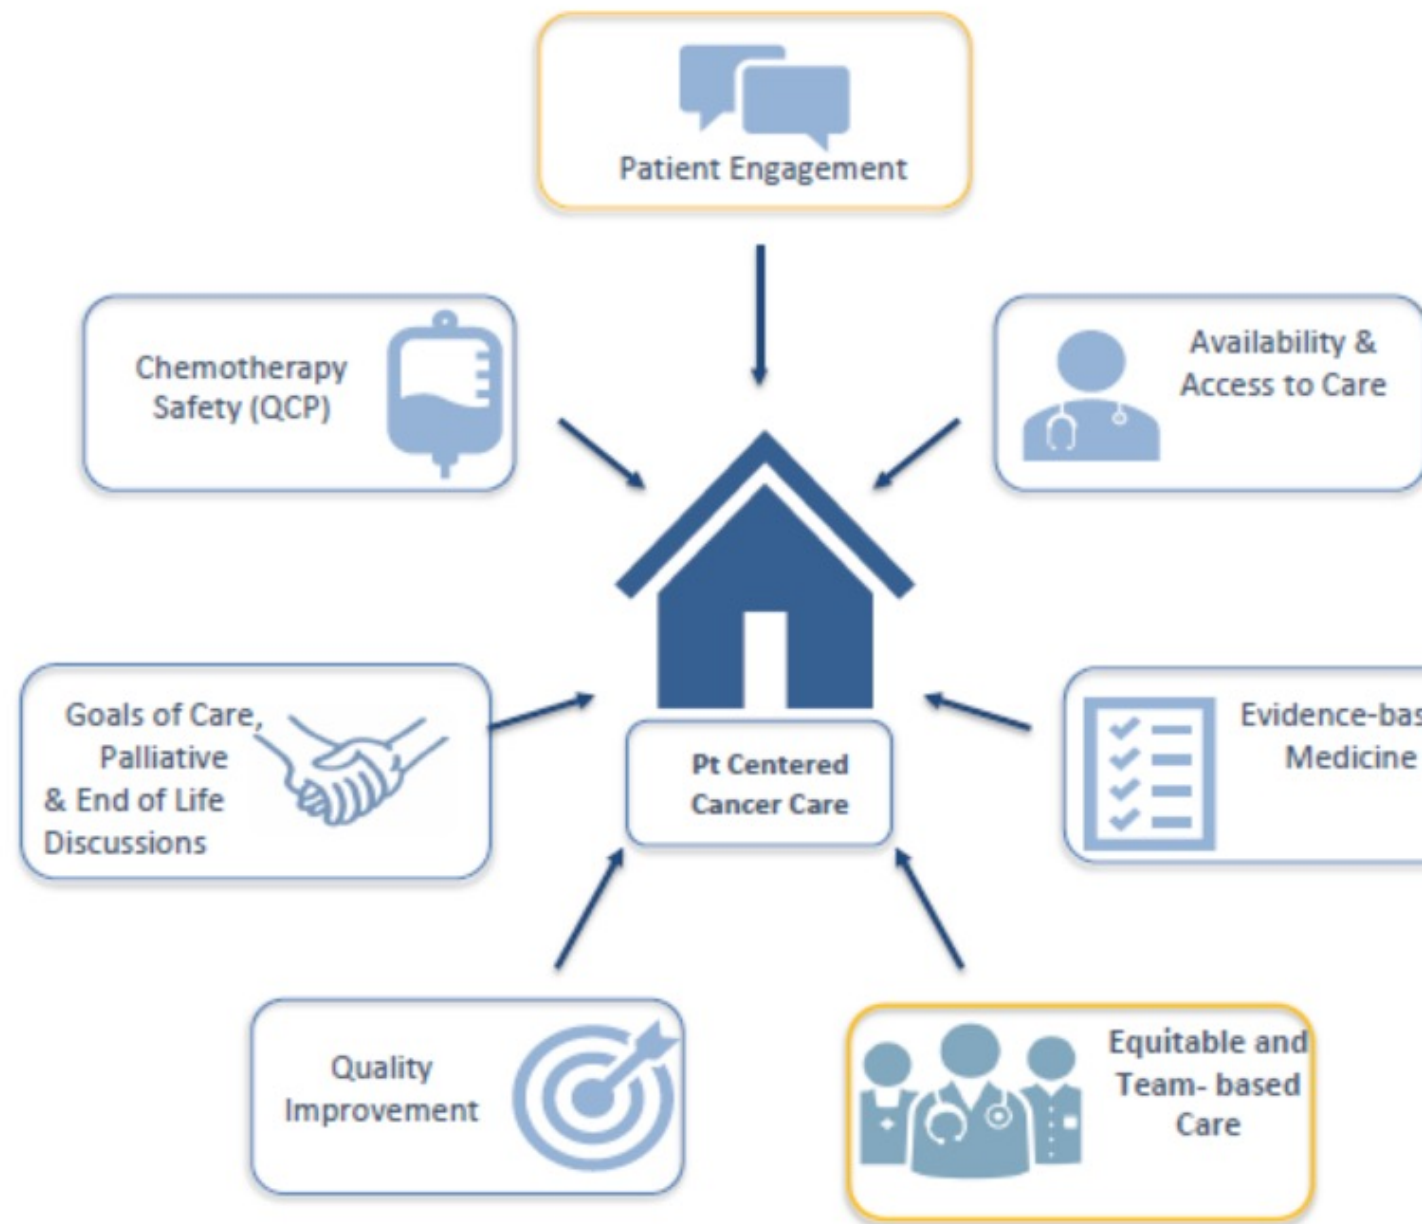 Patient Engagement
Chemotherapy
Safety (QCP)
Availability &
Access to Care
Goals of Care,
Palliative
& End of Life
Discussions
Pt Centered
Cancer Care
Evidence-bas
Medicine
Quality
Improvement
Equitable and
Team- based
Care